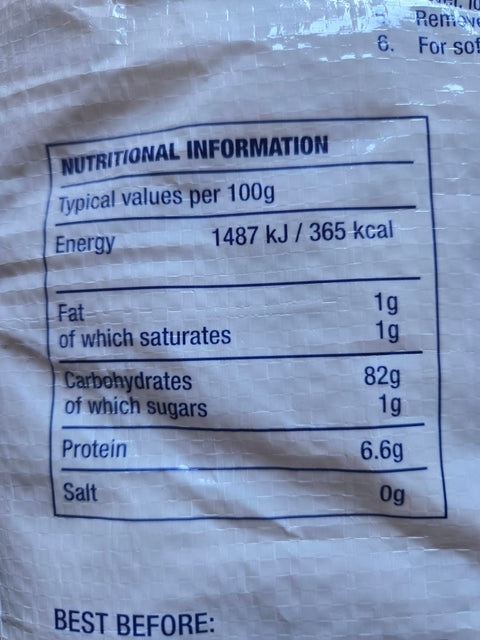 Remove
6. For
NUTRITIONAL INFORMATION
Typical values per 100g
Energy 1487 kJ / 365 kcal
Fat 1g
of which saturates 1g
Carbohydrates 82g
of which sugars 1g
Protein 6.6g
Salt 0g
BEST BEFORE: